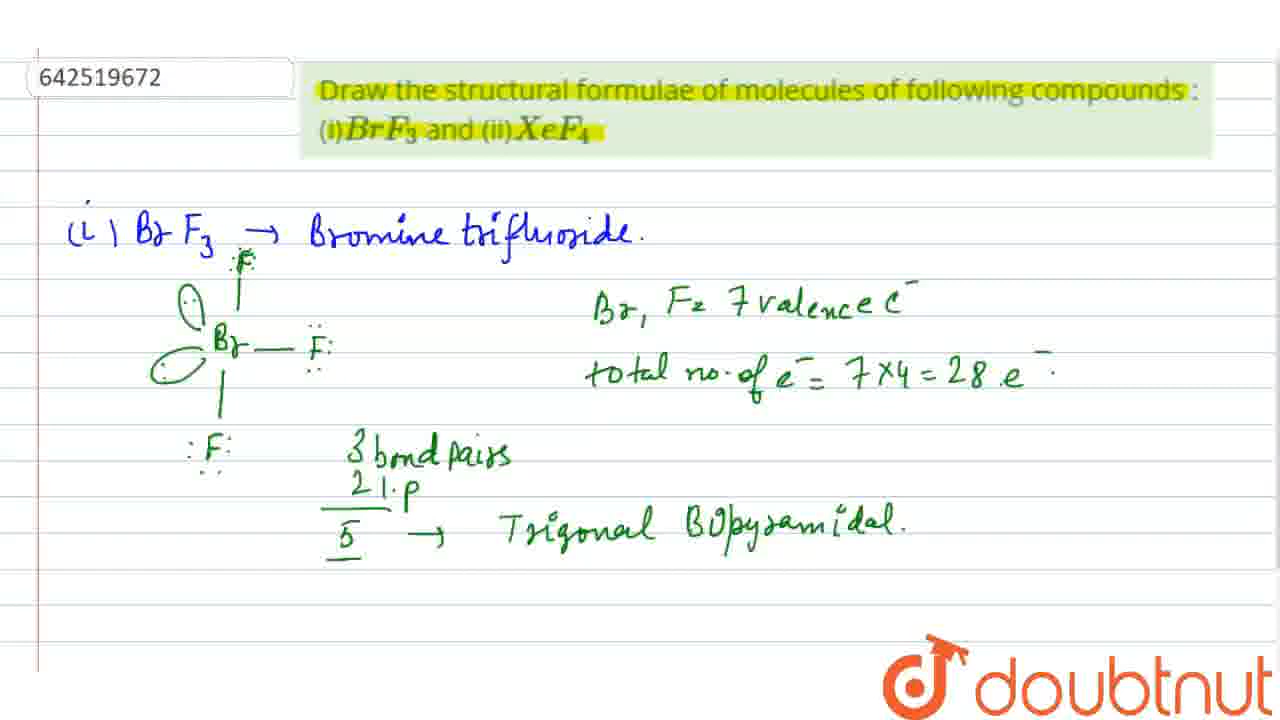 642519672
Draw the structural formulae of molecules of following compounds :
(i)BrF₃ and (ii)XeF₄
(i) BrF₃ → Bromine trifluoride.
:F̈:
Br — F̈:
:F̈:
Br, F = 7 valence e⁻
total no. of e⁻ = 7×4 = 28 e⁻.
3 bond pairs
2 l.p
5 → Trigonal BOpyramidal.
doubtnut